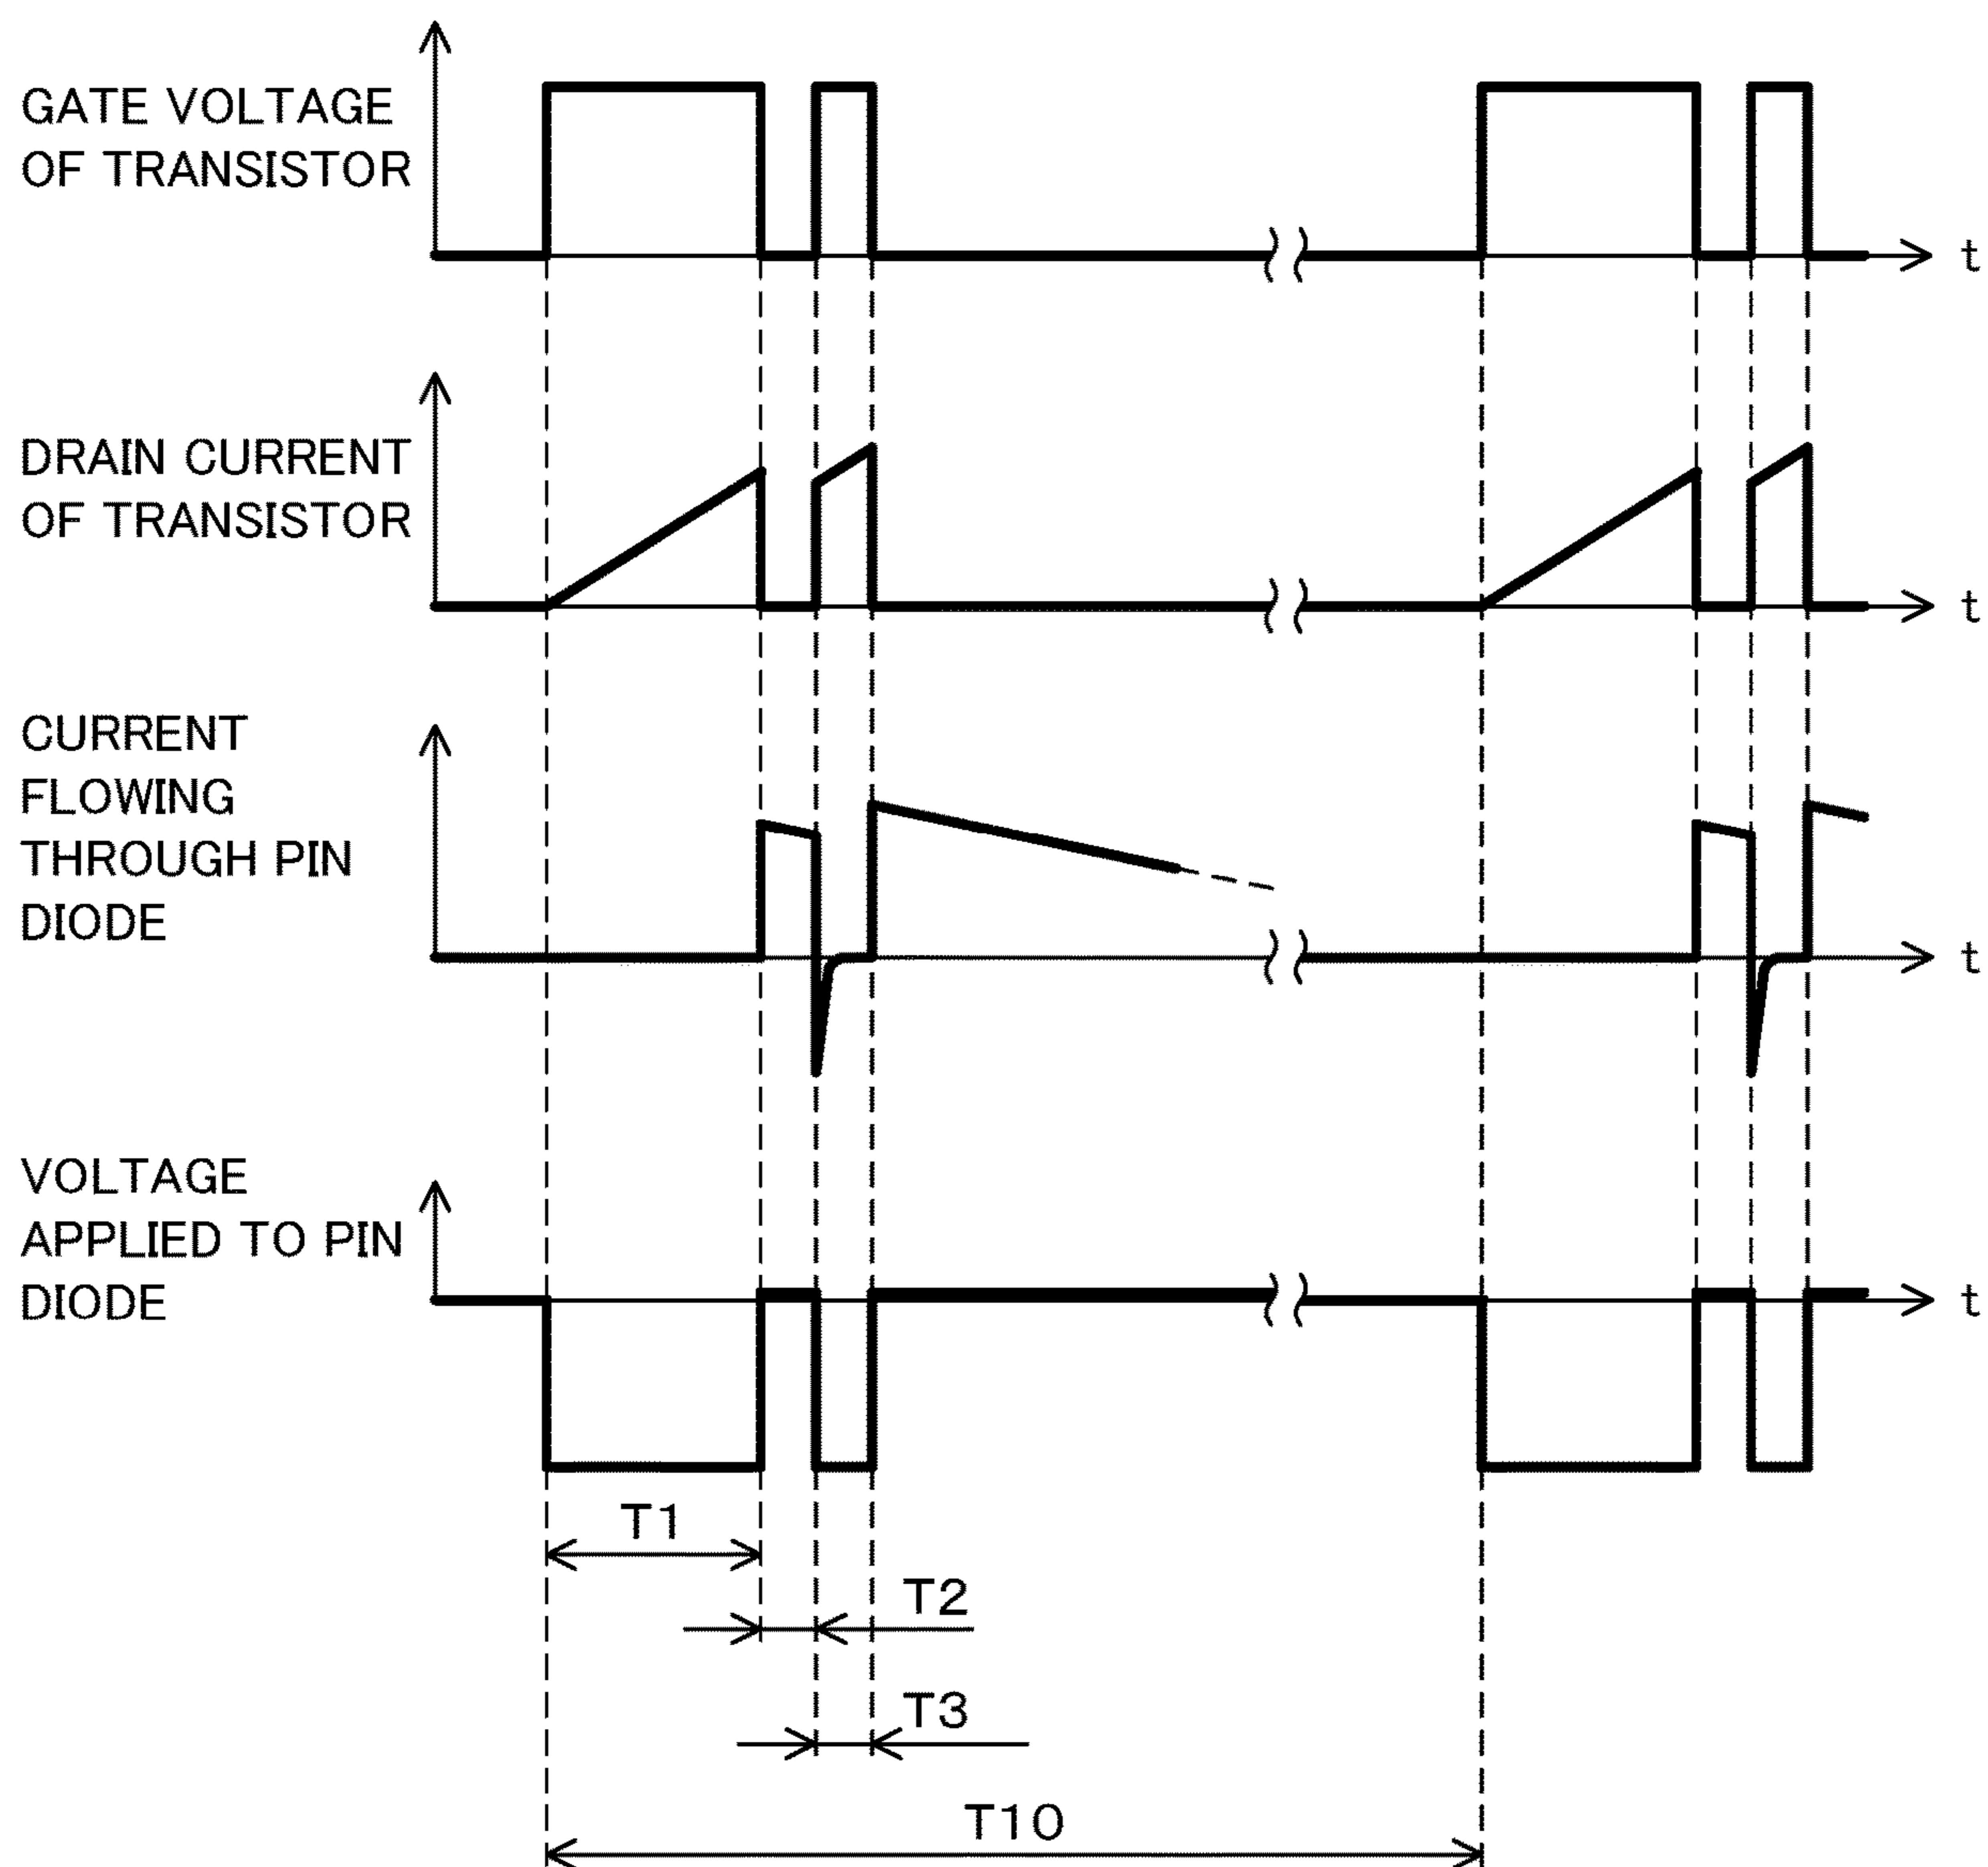 GATE VOLTAGE
OF TRANSISTOR
t
DRAIN CURRENT
OF TRANSISTOR
t
CURRENT
FLOWING
THROUGH PIN
DIODE
t
VOLTAGE
APPLIED TO PIN
DIODE
t
T1
T2
T3
T10